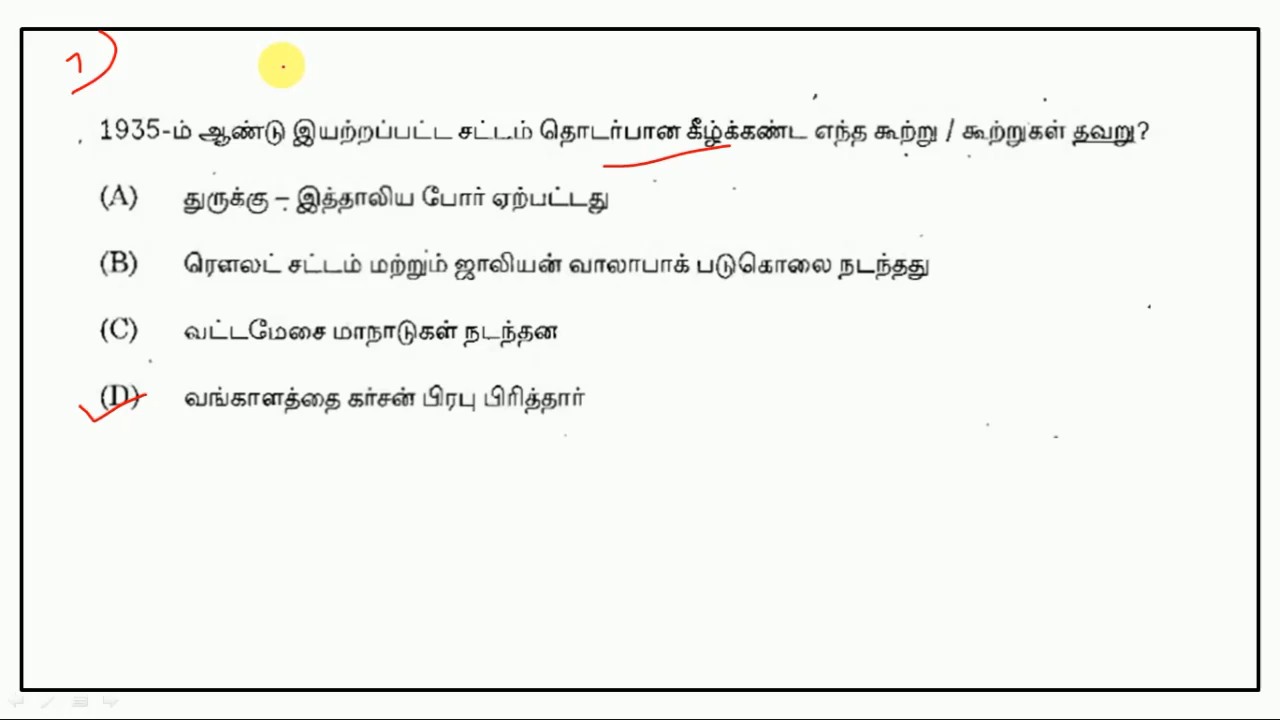 1)
1935-ம் ஆண்டு இயற்றப்பட்ட சட்டம் தொடர்பான கீழ்க்கண்ட எந்த கூற்று / கூற்றுகள் தவறு?
(A) துருக்கு – இத்தாலிய போர் ஏற்பட்டது
(B) ரௌலட் சட்டம் மற்றும் ஜாலியன் வாலாபாக் படுகொலை நடந்தது
(C) வட்டமேசை மாநாடுகள் நடந்தன
(D) வங்காளத்தை கர்சன் பிரபு பிரித்தார்